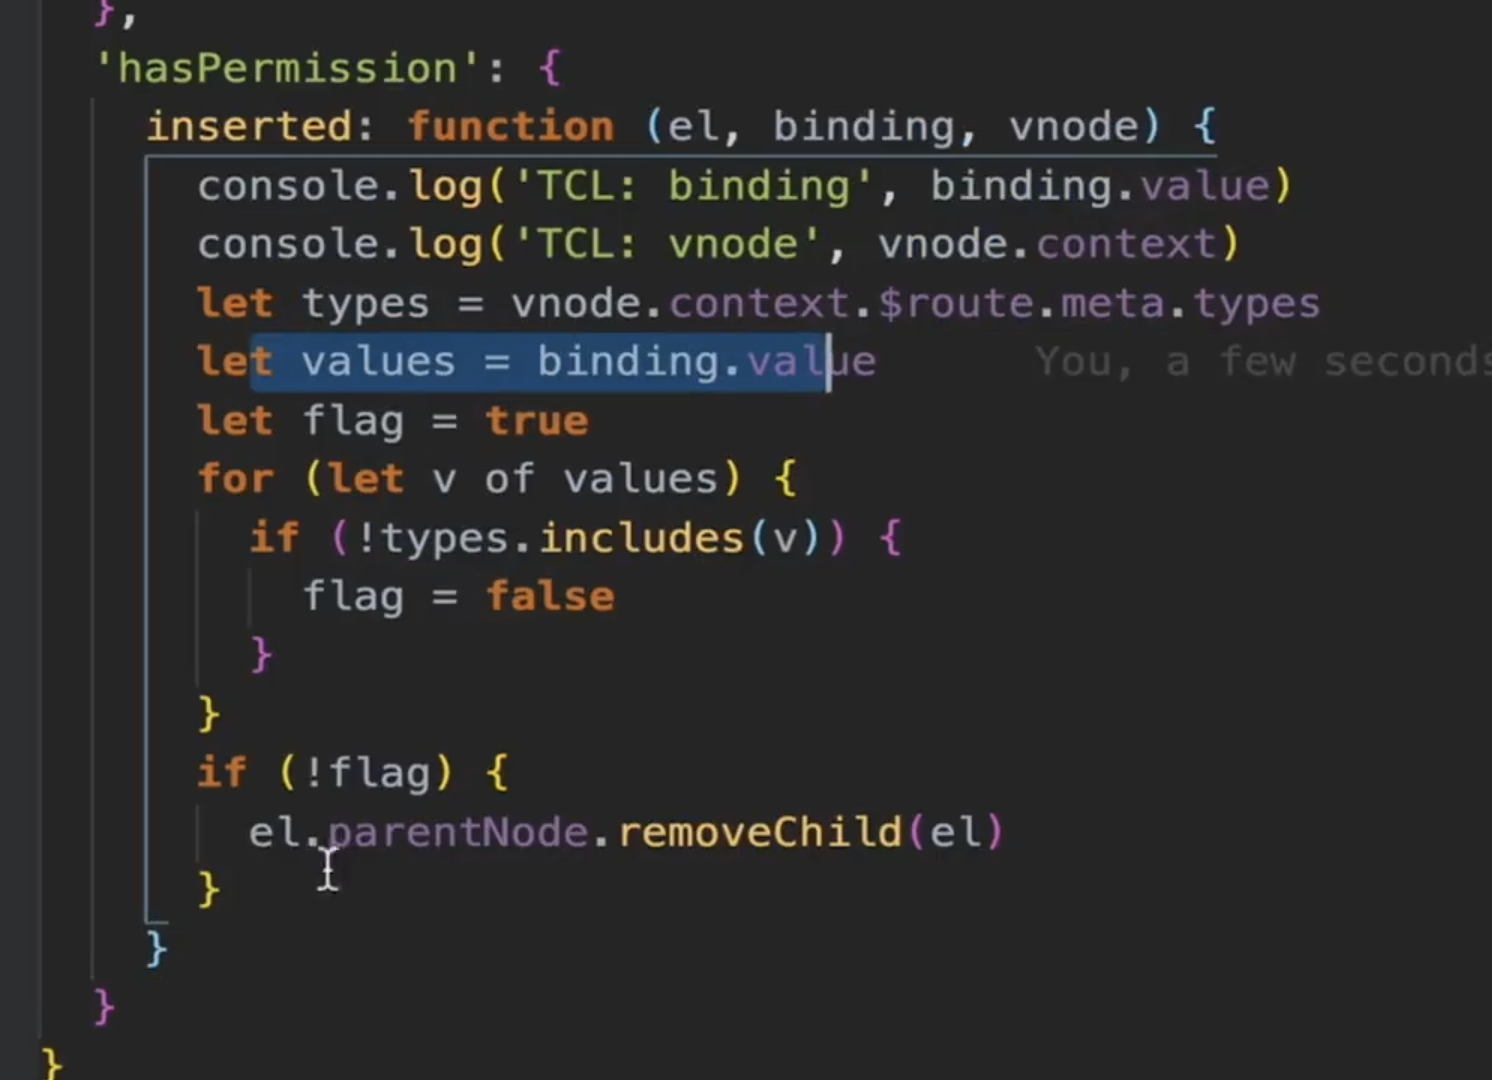 },
'hasPermission': {
inserted: function (el, binding, vnode) {
console.log('TCL: binding', binding.value)
console.log('TCL: vnode', vnode.context)
let types = vnode.context.$route.meta.types
let values = binding.value You, a few seconds
let flag = true
for (let v of values) {
if (!types.includes(v)) {
flag = false
}
}
if (!flag) {
el.parentNode.removeChild(el)
}
}
}
}